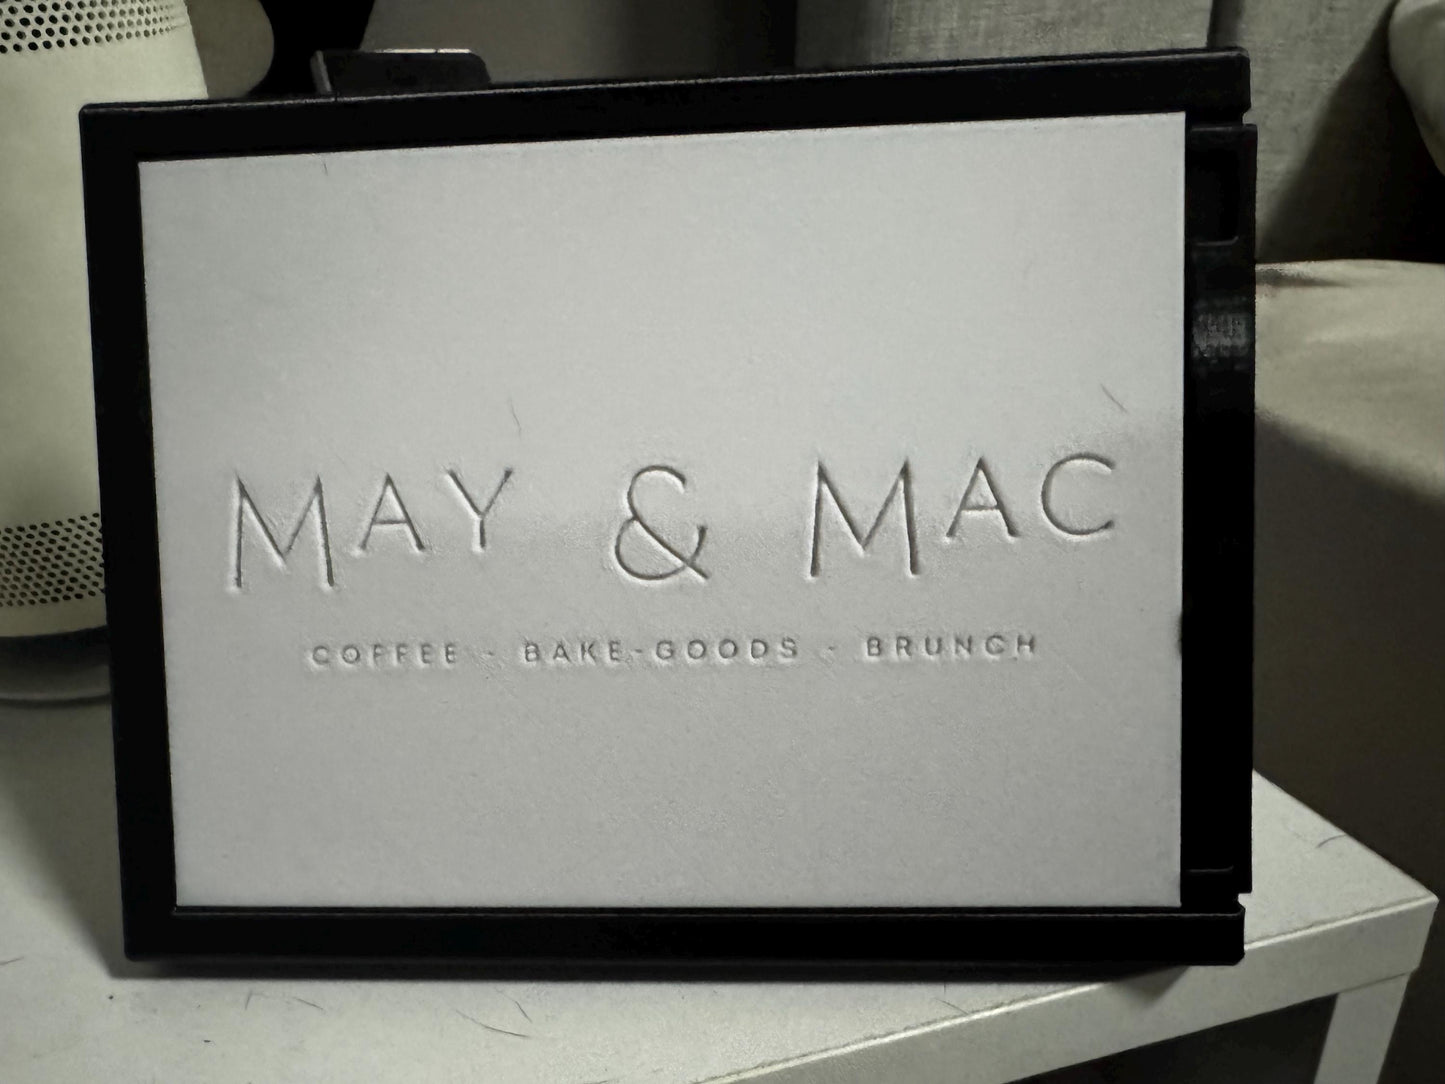 MAY & MAC
COFFEE - BAKE-GOODS - BRUNCH